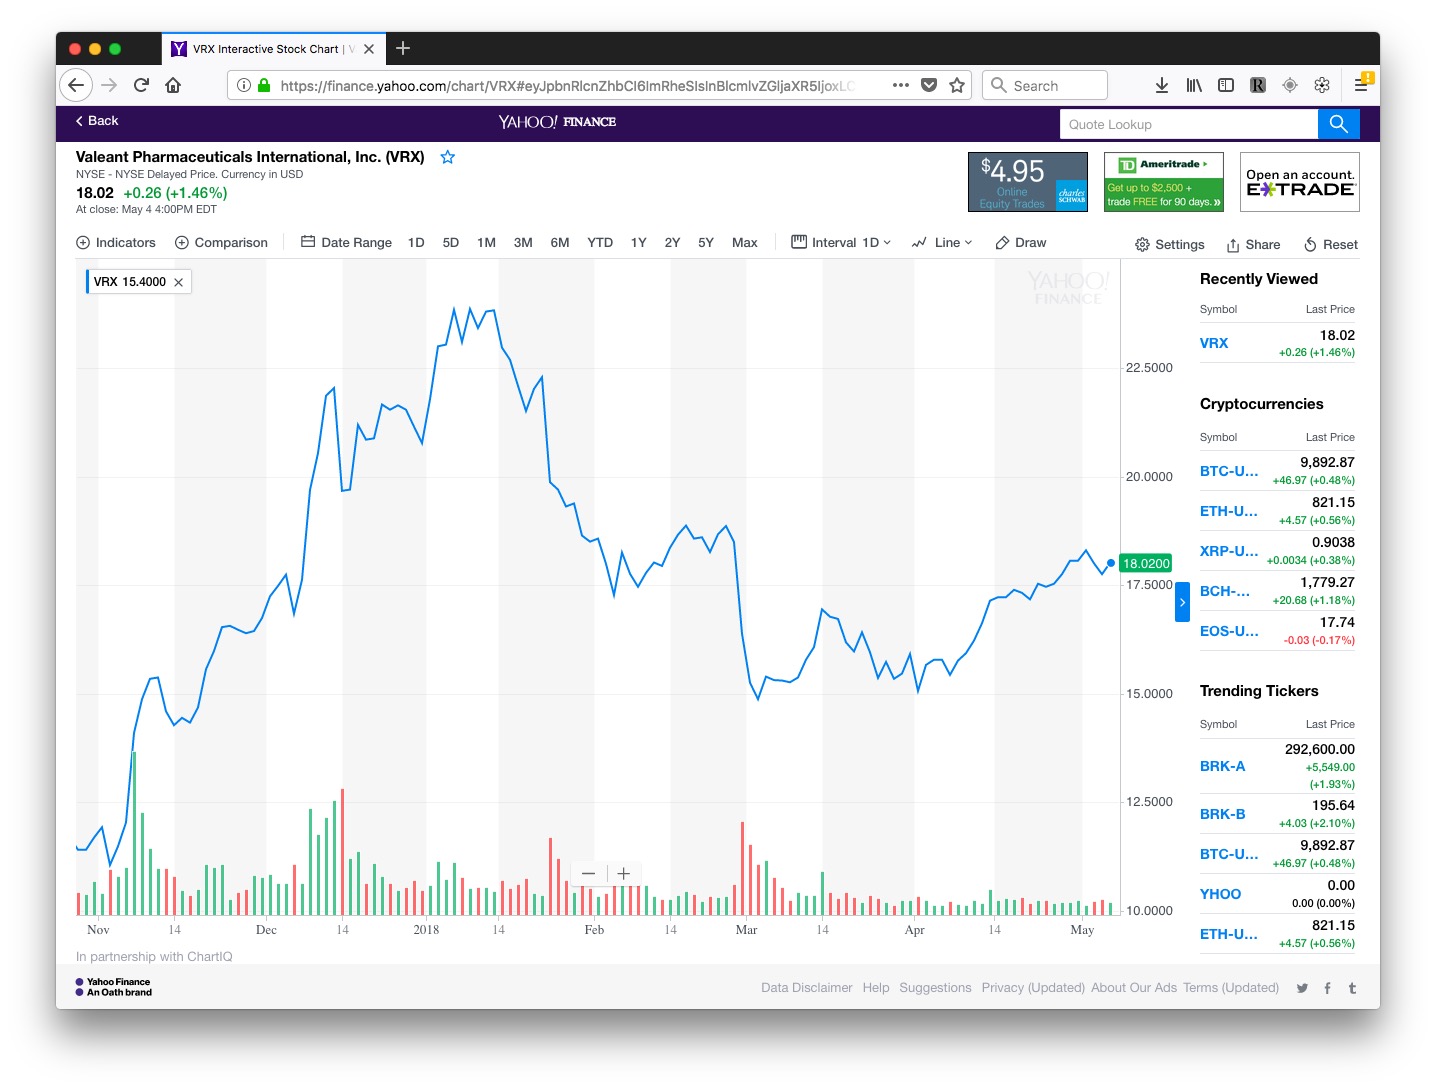 VRX Interactive Stock Chart | V
https://finance.yahoo.com/chart/VRX#eyJpbnRlcnZhbCI6ImRheSIsInBlcmlvZGljaXR5IjoxLC
Search
Back
YAHOO! FINANCE
Quote Lookup
Valeant Pharmaceuticals International, Inc. (VRX)
NYSE - NYSE Delayed Price. Currency in USD
18.02 +0.26 (+1.46%)
At close: May 4 4:00PM EDT
$4.95
Online
Equity Trades
charles
SCHWAB
TD Ameritrade
Get up to $2,500 +
trade FREE for 90 days.»
Open an account.
E*TRADE
Indicators Comparison Date Range 1D 5D 1M 3M 6M YTD 1Y 2Y 5Y Max Interval 1D Line Draw Settings Share Reset
VRX 15.4000
YAHOO!
FINANCE
22.5000
20.0000
18.0200
17.5000
15.0000
12.5000
10.0000
Nov 14 Dec 14 2018 14 Feb 14 Mar 14 Apr 14 May
In partnership with ChartIQ
Recently Viewed
Symbol Last Price
VRX 18.02
+0.26 (+1.46%)
Cryptocurrencies
Symbol Last Price
BTC-U... 9,892.87
+46.97 (+0.48%)
ETH-U... 821.15
+4.57 (+0.56%)
XRP-U... 0.9038
+0.0034 (+0.38%)
BCH-... 1,779.27
+20.68 (+1.18%)
EOS-U... 17.74
-0.03 (-0.17%)
Trending Tickers
Symbol Last Price
BRK-A 292,600.00
+5,549.00
(+1.93%)
BRK-B 195.64
+4.03 (+2.10%)
BTC-U... 9,892.87
+46.97 (+0.48%)
YHOO 0.00
0.00 (0.00%)
ETH-U... 821.15
+4.57 (+0.56%)
Yahoo Finance
An Oath brand
Data Disclaimer Help Suggestions Privacy (Updated) About Our Ads Terms (Updated)